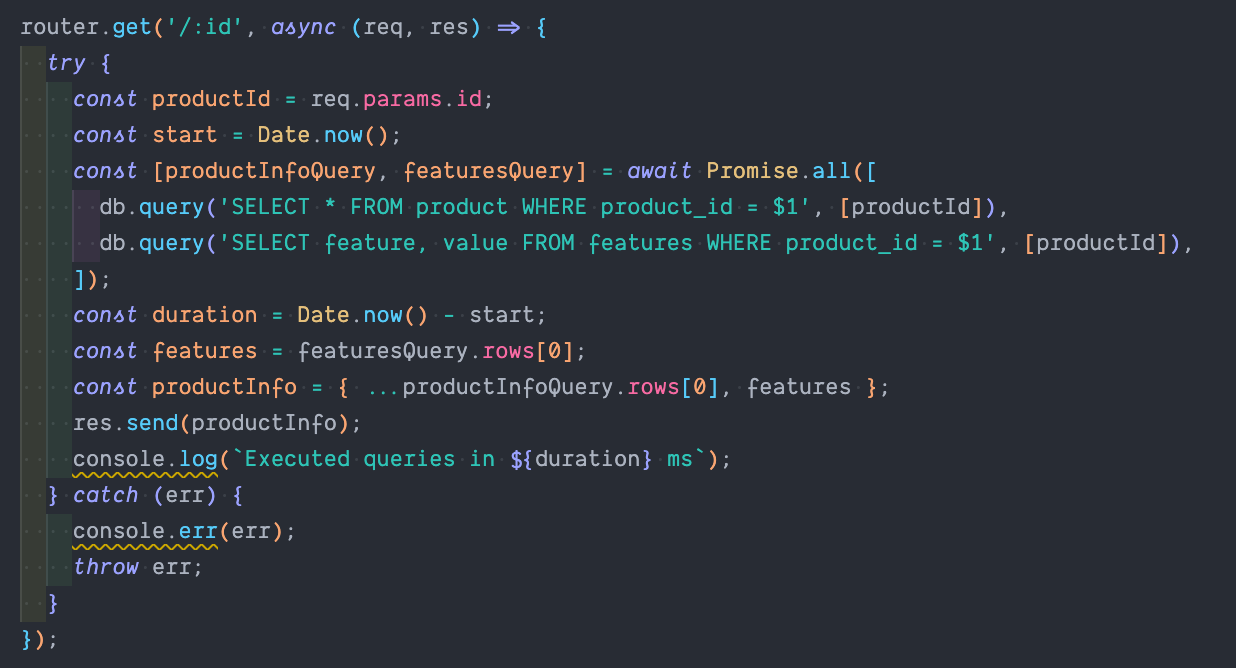 router.get('/:id', async (req, res) => {
try {
const productId = req.params.id;
const start = Date.now();
const [productInfoQuery, featuresQuery] = await Promise.all([
db.query('SELECT * FROM product WHERE product_id = $1', [productId]),
db.query('SELECT feature, value FROM features WHERE product_id = $1', [productId]),
]);
const duration = Date.now() - start;
const features = featuresQuery.rows[0];
const productInfo = { ...productInfoQuery.rows[0], features };
res.send(productInfo);
console.log(`Executed queries in ${duration} ms`);
} catch (err) {
console.err(err);
throw err;
}
});